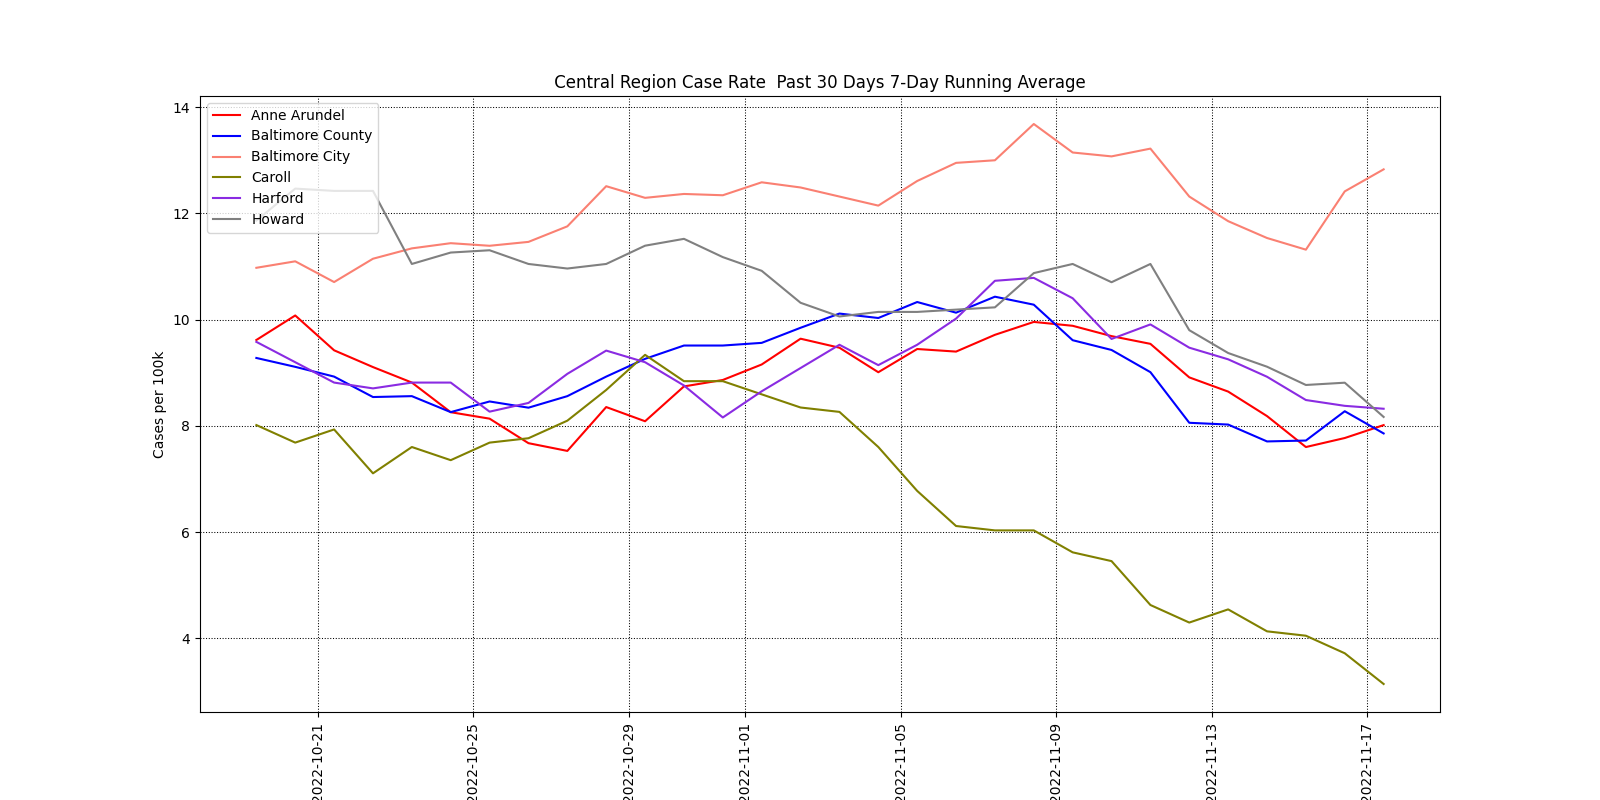 Central Region Case Rate  Past 30 Days 7-Day Running Average
Anne Arundel
Baltimore County
Baltimore City
Caroll
Harford
Howard
Cases per 100k
14
12
10
8
6
4
2022-10-21
2022-10-25
2022-10-29
2022-11-01
2022-11-05
2022-11-09
2022-11-13
2022-11-17